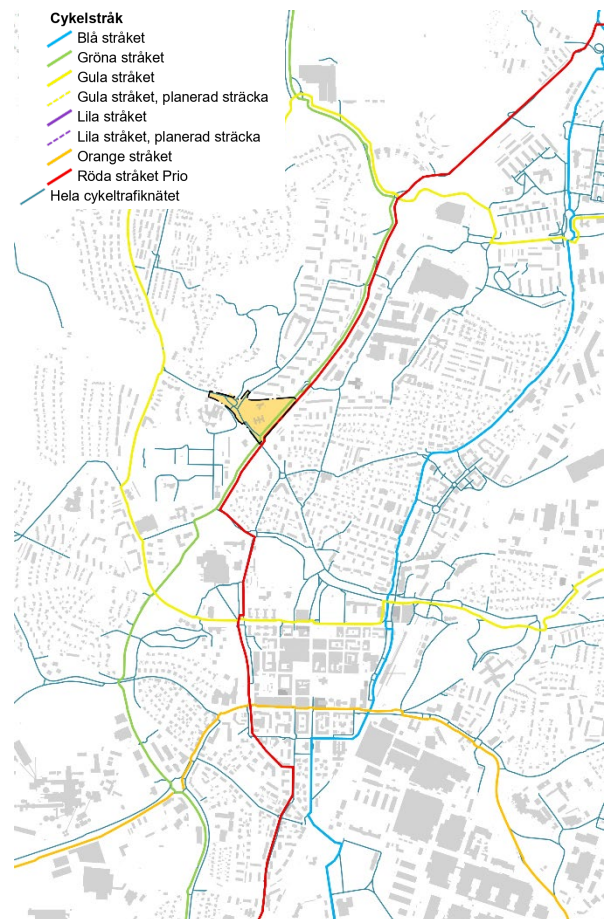 Cykelstråk
Blå stråket
Gröna stråket
Gula stråket
Gula stråket, planerad sträcka
Lila stråket
Lila stråket, planerad sträcka
Orange stråket
Röda stråket Prio
Hela cykeltrafiknätet